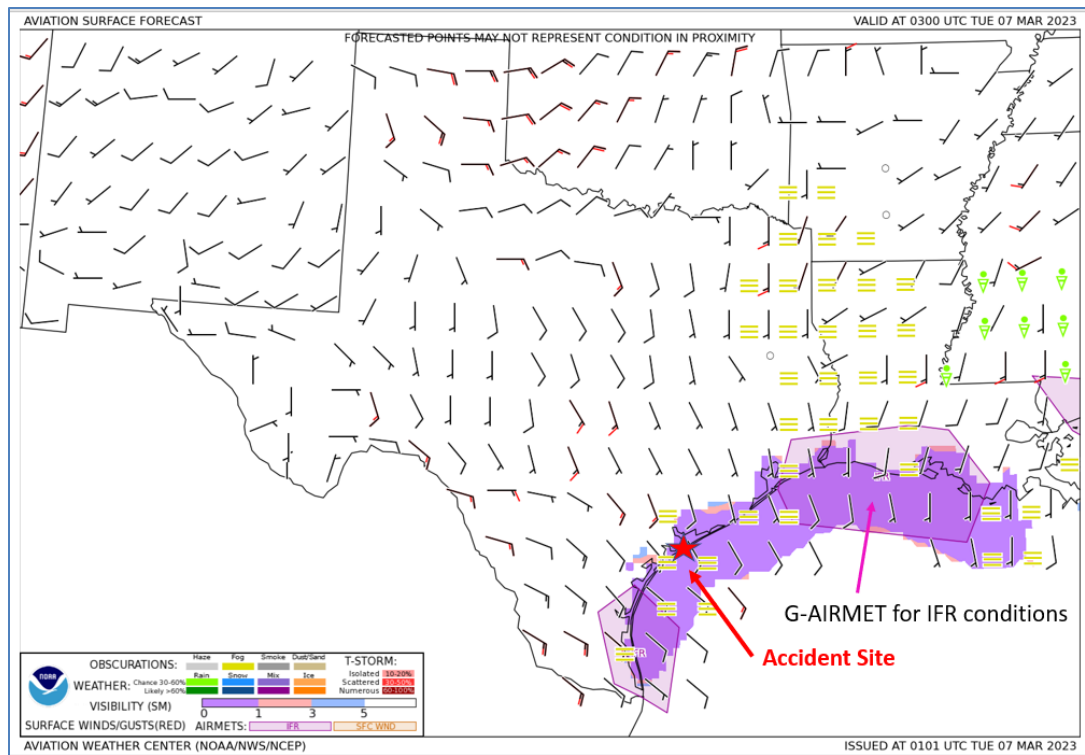 AVIATION SURFACE FORECAST
VALID AT 0300 UTC TUE 07 MAR 2023
FORECASTED POINTS MAY NOT REPRESENT CONDITION IN PROXIMITY
G-AIRMET for IFR conditions
Accident Site
NOAA
OBSCURATIONS: Haze Fog Smoke Dust/Sand
WEATHER: Chance 30-60% Likely >60% Rain Snow Mix Ice
T-STORM:
Isolated 10-20%
Scattered 30-50%
Numerous 60-100%
VISIBILITY (SM) 0 1 3 5
SURFACE WINDS/GUSTS(RED) AIRMETS: IFR SFC WND
AVIATION WEATHER CENTER (NOAA/NWS/NCEP)
ISSUED AT 0101 UTC TUE 07 MAR 2023